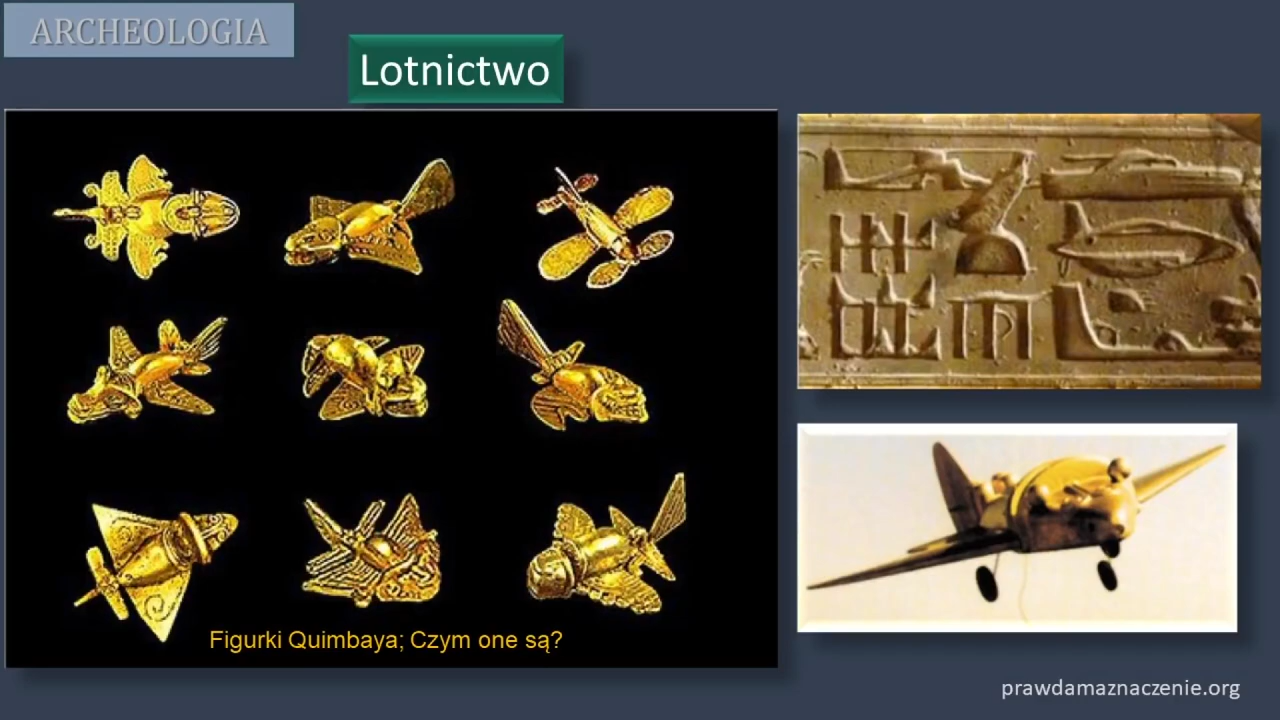 ARCHEOLOGIA
Lotnictwo
Figurki Quimbaya; Czym one są?
prawdamaznaczenie.org